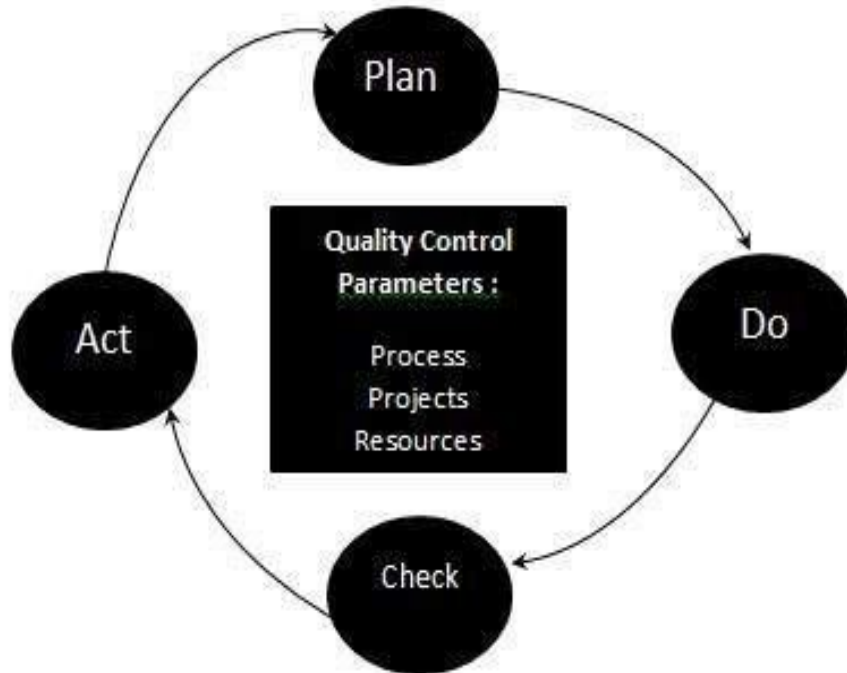 Plan
Do
Check
Act
Quality Control
Parameters :
Process
Projects
Resources